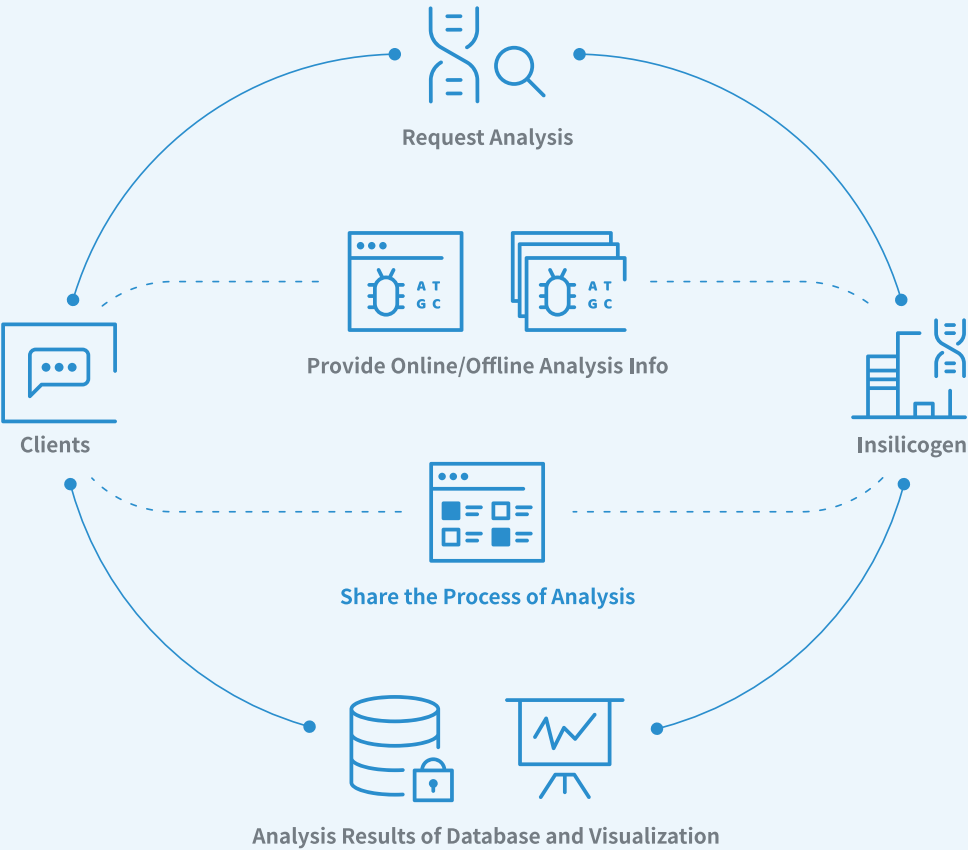 Request Analysis
A T
G C
A T
G C
Provide Online/Offline Analysis Info
Clients
Insilicogen
Share the Process of Analysis
Analysis Results of Database and Visualization